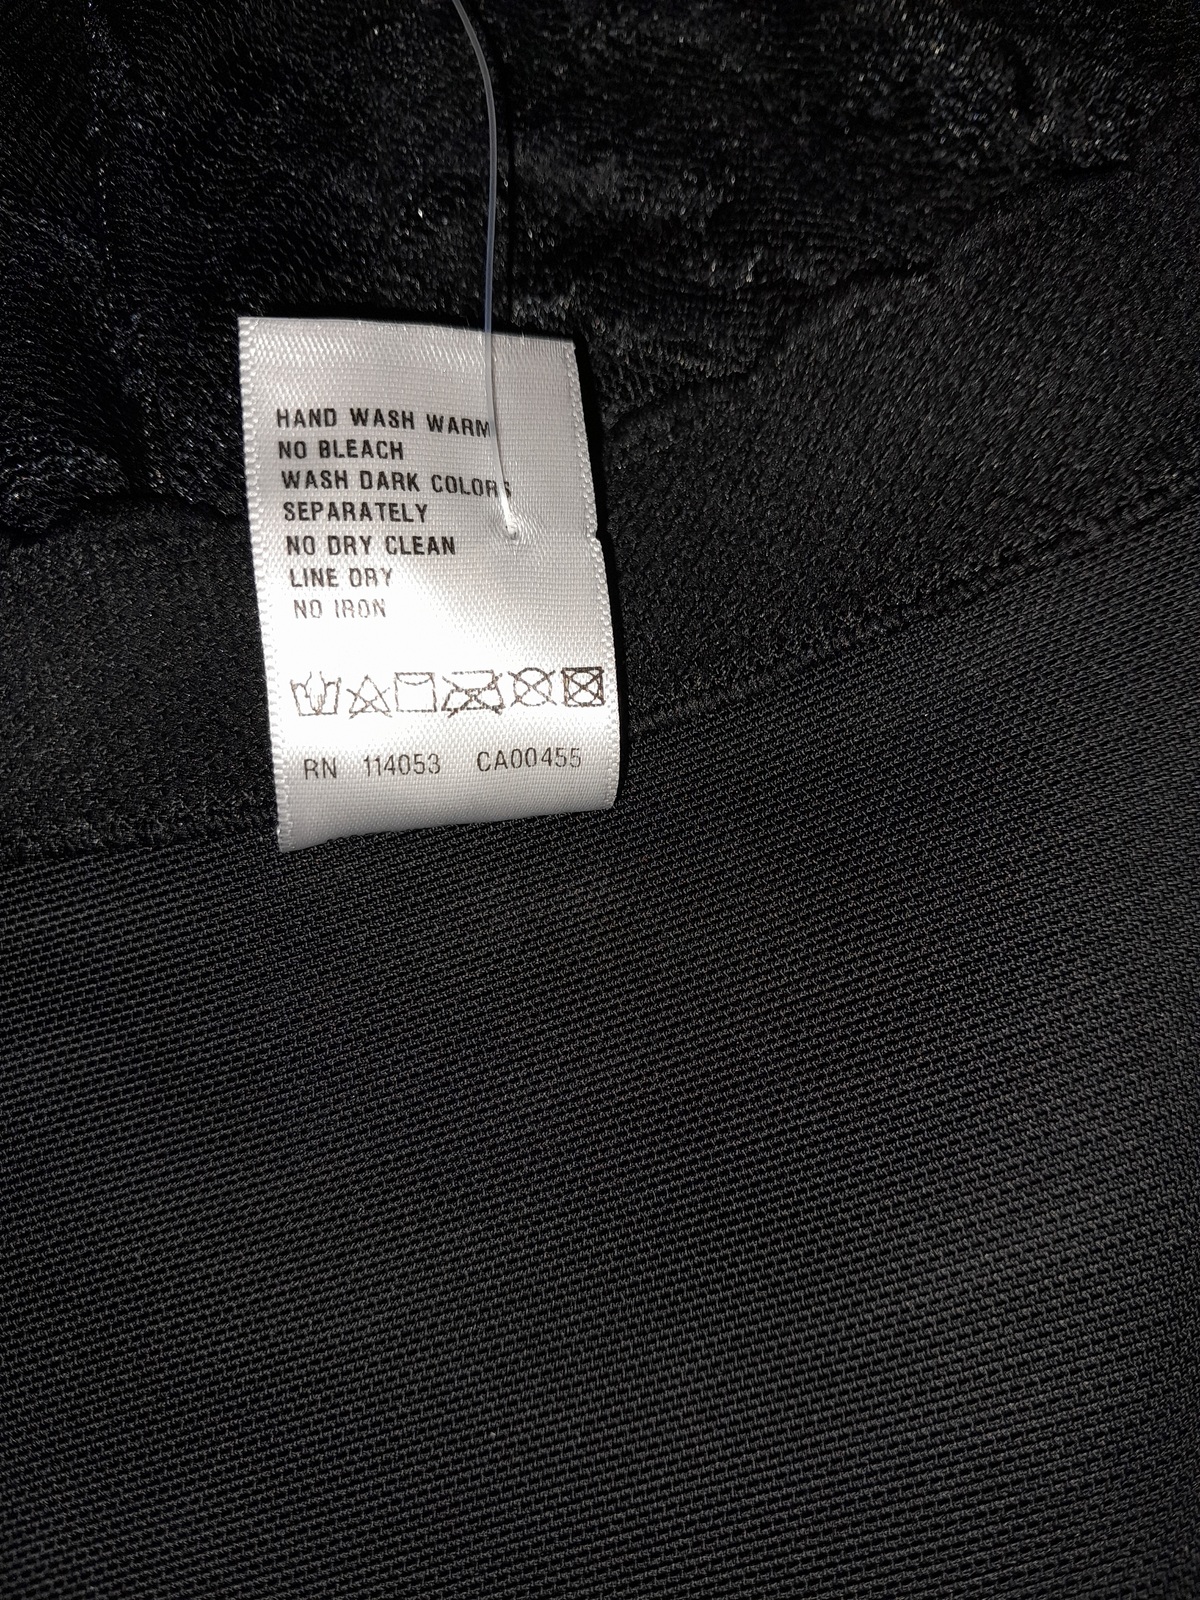 HAND WASH WARM
NO BLEACH
WASH DARK COLORS
SEPARATELY
NO DRY CLEAN
LINE DRY
NO IRON
RN 114053 CA00455